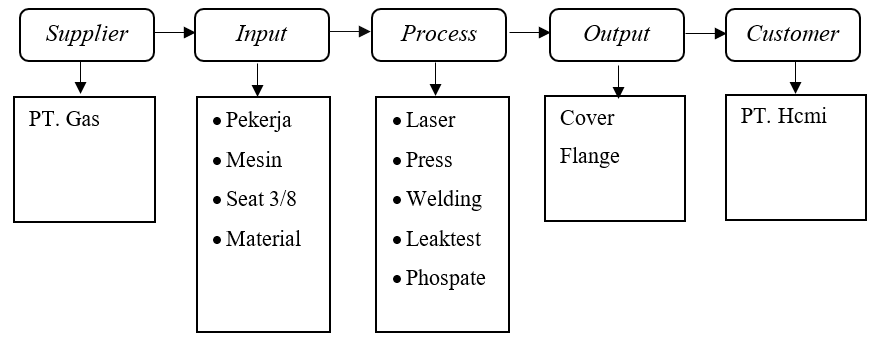 Supplier
Input
Process
Output
Customer
PT. Gas
• Pekerja
• Mesin
• Seat 3/8
• Material
• Laser
• Press
• Welding
• Leaktest
• Phospate
Cover
Flange
PT. Hcmi